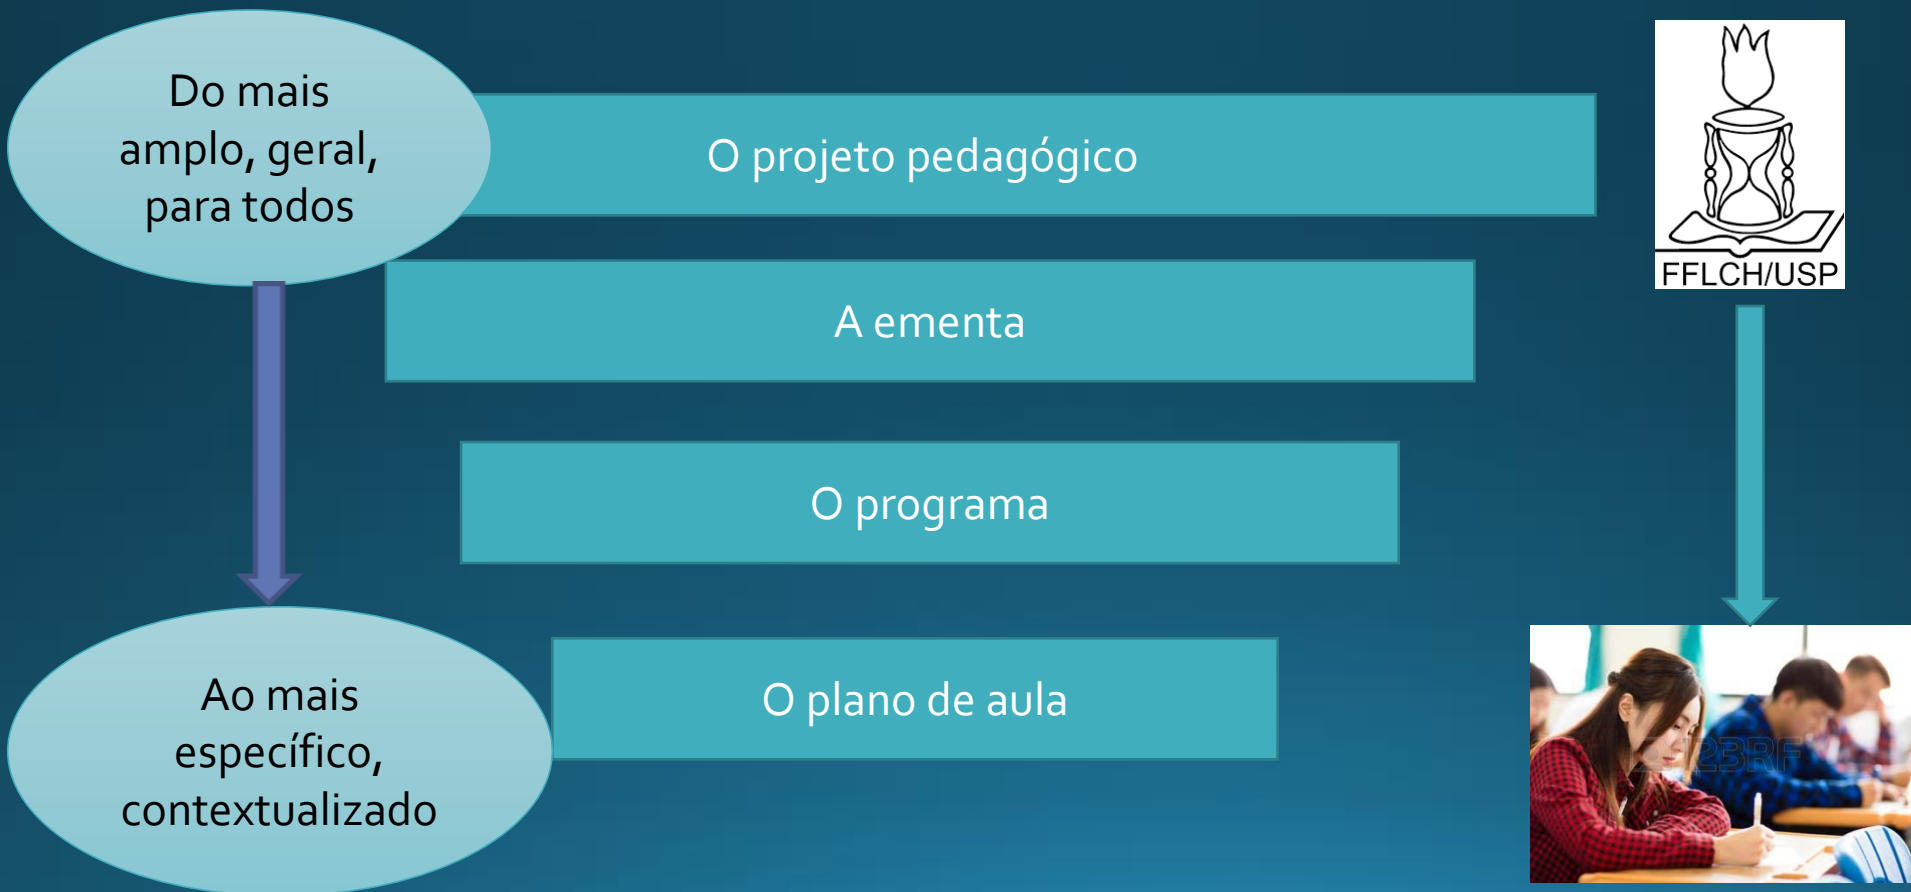 Do mais
amplo, geral,
para todos
O projeto pedagógico
FFLCH/USP
A ementa
O programa
Ao mais
específico,
contextualizado
O plano de aula
123RF